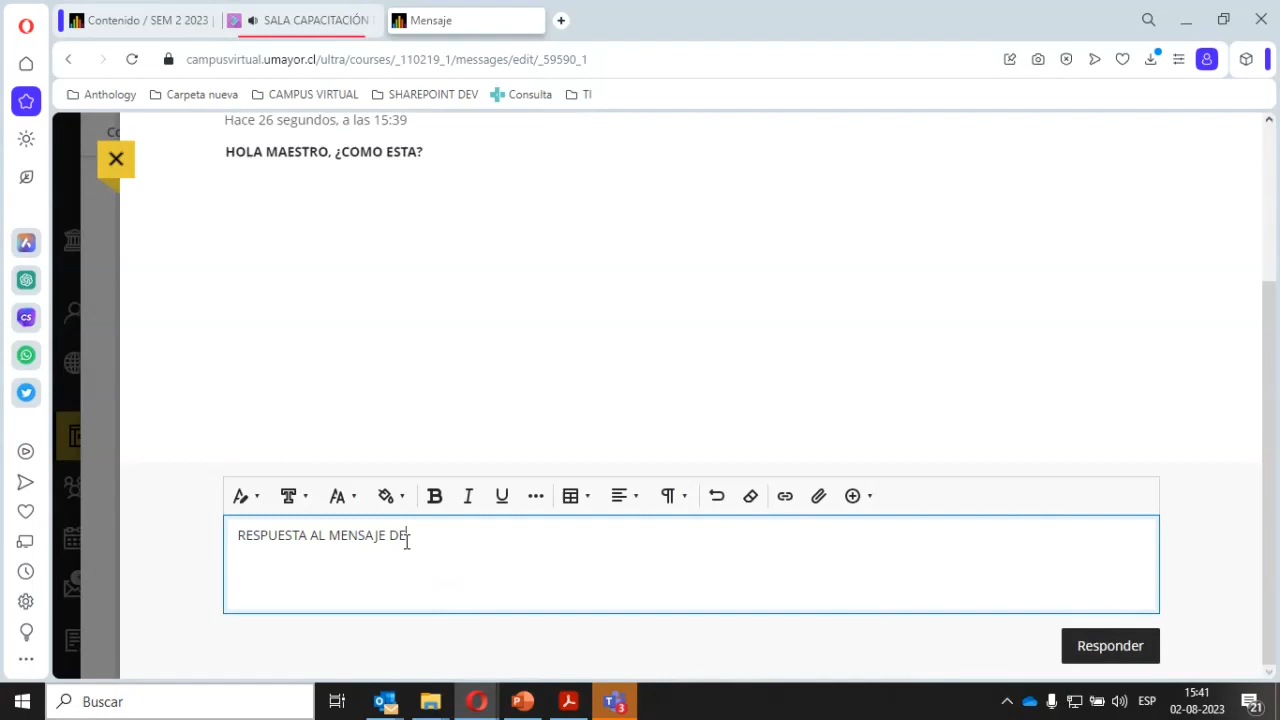 Contenido / SEM 2 2023
SALA CAPACITACIÓN
Mensaje
campusvirtual.umayor.cl/ultra/courses/_110219_1/messages/edit/_59590_1
Anthology
Carpeta nueva
CAMPUS VIRTUAL
SHAREPOINT DEV
Consulta
TI
Hace 26 segundos, a las 15:39
HOLA MAESTRO, ¿COMO ESTA?
RESPUESTA AL MENSAJE DE
Responder
Buscar
ESP
15:41
02-08-2023
21